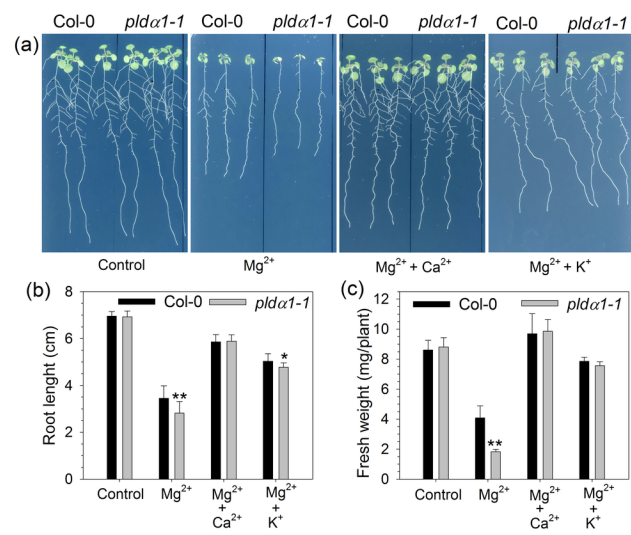 Col-0 pldα1-1 Col-0 pldα1-1 Col-0 pldα1-1 Col-0 pldα1-1
(a)
Control Mg²⁺ Mg²⁺ + Ca²⁺ Mg²⁺ + K⁺
(b)
8
6
4
2
0
Root lenght (cm)
Col-0 pldα1-1
**
*
Control Mg²⁺ Mg²⁺ Mg²⁺
+ +
Ca²⁺ K⁺
(c)
12
10
8
6
4
2
0
Fresh weight (mg/plant)
Col-0 pldα1-1
**
Control Mg²⁺ Mg²⁺ Mg²⁺
+ +
Ca²⁺ K⁺